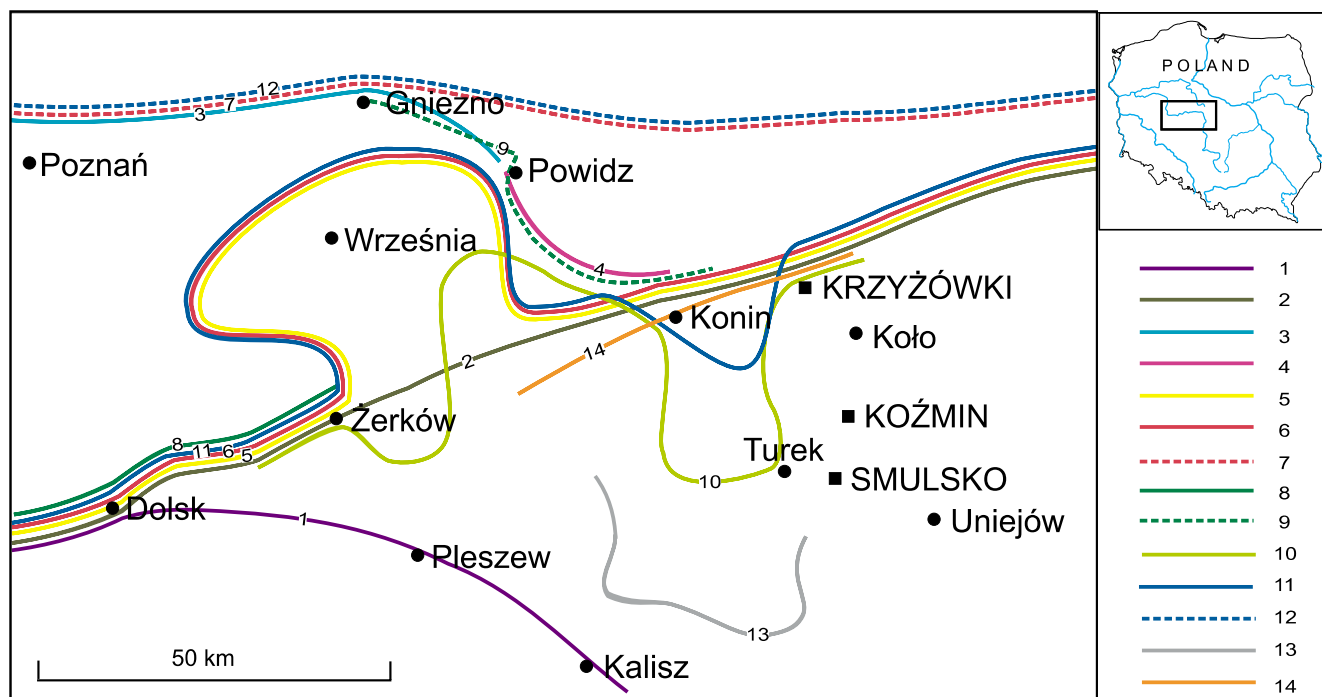 POLAND
12
7
3
Gniezno
9
Poznań
Powidz
Września
4
KRZYŻÓWKI
Konin
Koło
14
2
Żerków
KOŹMIN
8
11
6
5
Turek
10
SMULSKO
Dolsk
1
Uniejów
Pleszew
13
50 km
Kalisz
1
2
3
4
5
6
7
8
9
10
11
12
13
14